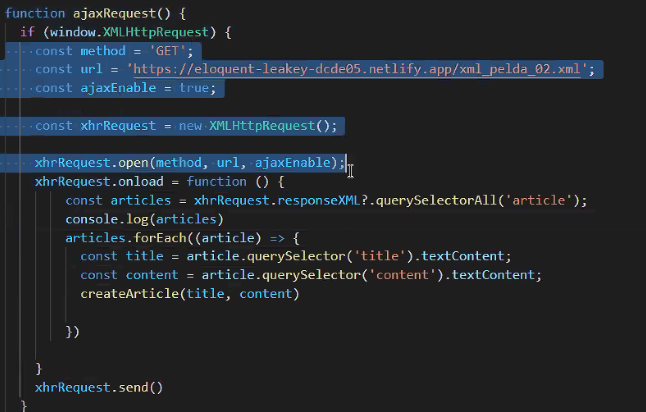 function ajaxRequest() {
if (window.XMLHttpRequest) {
const method = 'GET';
const url = 'https://eloquent-leakey-dcde05.netlify.app/xml_pelda_02.xml';
const ajaxEnable = true;
const xhrRequest = new XMLHttpRequest();
xhrRequest.open(method, url, ajaxEnable);
xhrRequest.onload = function () {
const articles = xhrRequest.responseXML?.querySelectorAll('article');
console.log(articles)
articles.forEach((article) => {
const title = article.querySelector('title').textContent;
const content = article.querySelector('content').textContent;
createArticle(title, content)
})
}
xhrRequest.send()
}